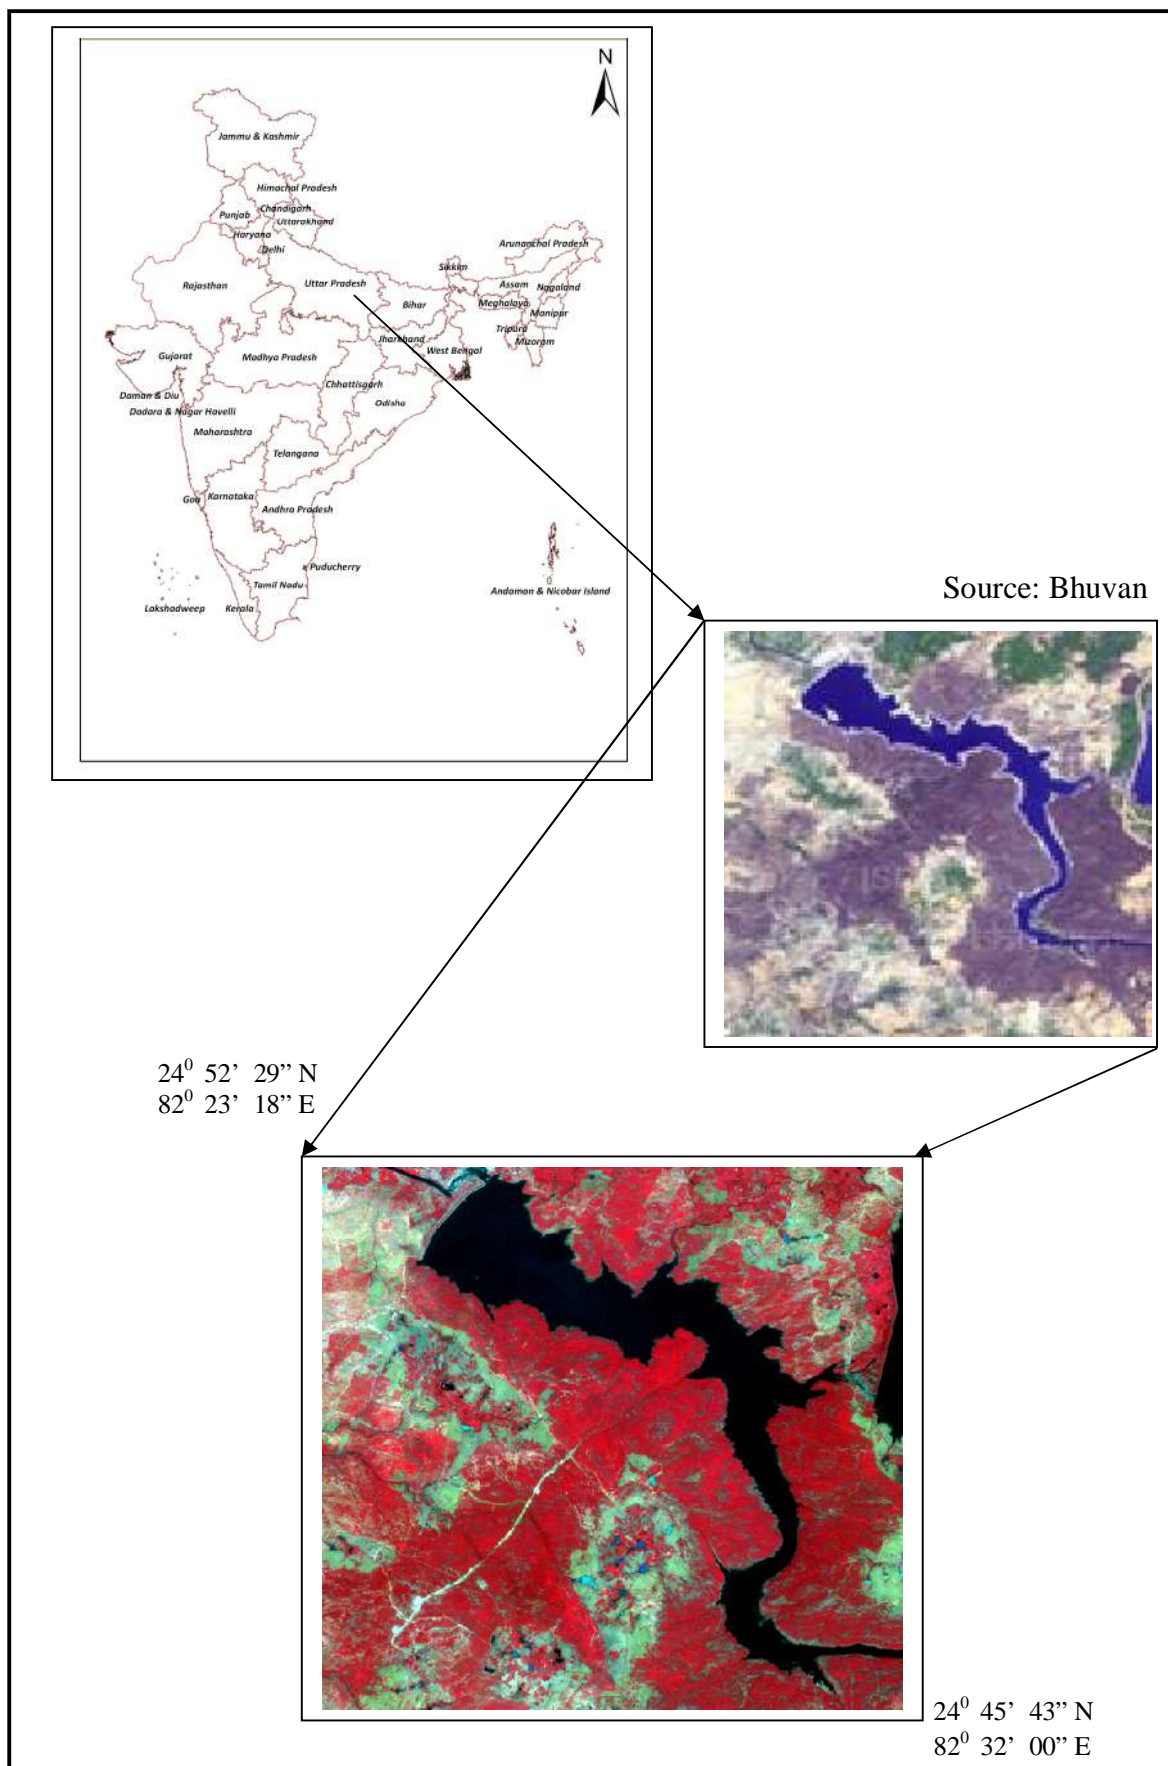 N
Jammu & Kashmir
Himachal Pradesh
Chandigarh
Punjab
Uttarakhand
Haryana
Delhi
Arunanchal Pradesh
Sikkim
Rajasthan
Uttar Pradesh
Assam
Nagaland
Bihar
Meghalaya
Manipur
Tripura
Jharkhand
Mizoram
West Bengal
Gujarat
Madhya Pradesh
Chhattisgarh
Daman & Diu
Odisha
Dadara & Nagar Havelli
Maharashtra
Telangana
Goa
Karnataka
Andhra Pradesh
Puducherry
Tamil Nadu
Andaman & Nicobar Island
Lakshadweep
Kerala
Source: Bhuvan
24⁰ 52’ 29” N
82⁰ 23’ 18” E
24⁰ 45’ 43” N
82⁰ 32’ 00” E